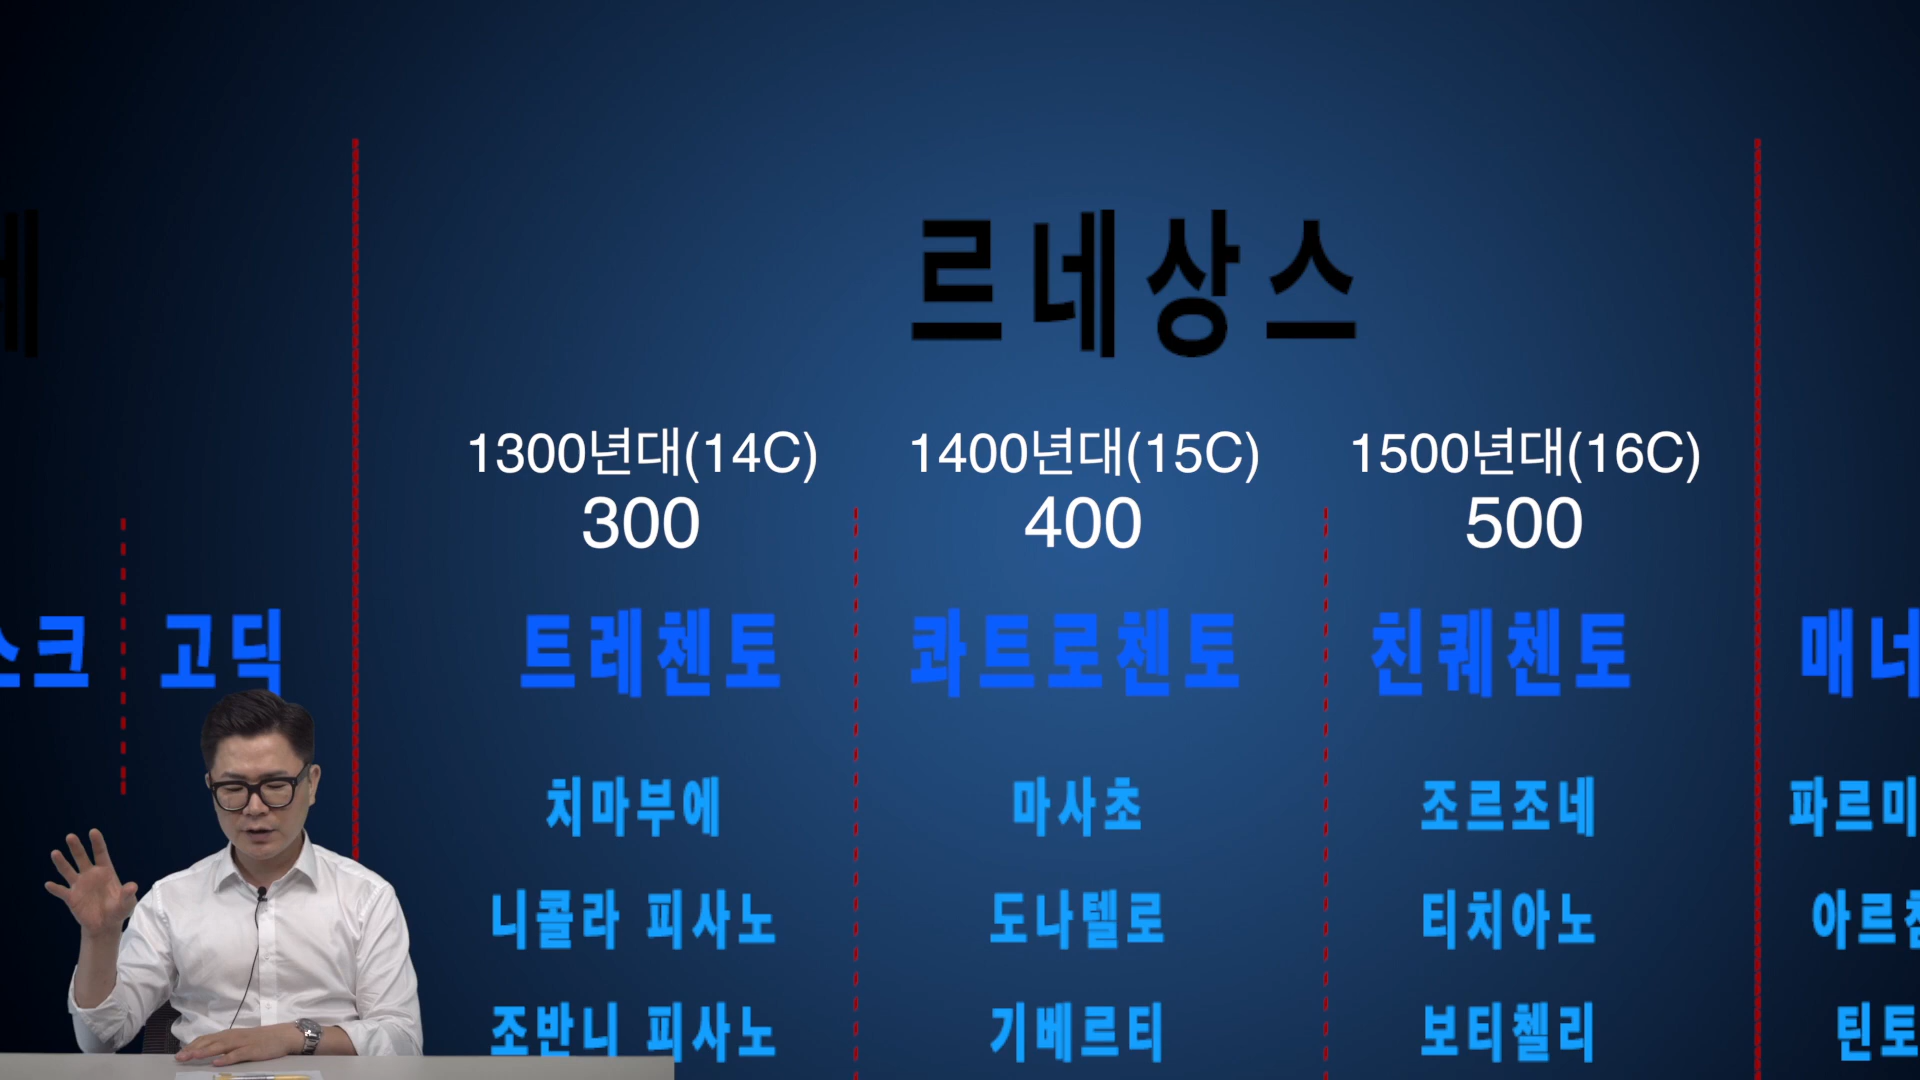 르네상스
1300년대(14C) 1400년대(15C) 1500년대(16C)
300 400 500
고딕 트레첸토 콰트로첸토 친퀘첸토
치마부에 마사초 조르조네
니콜라 피사노 도나텔로 티치아노
조반니 피사노 기베르티 보티첼리